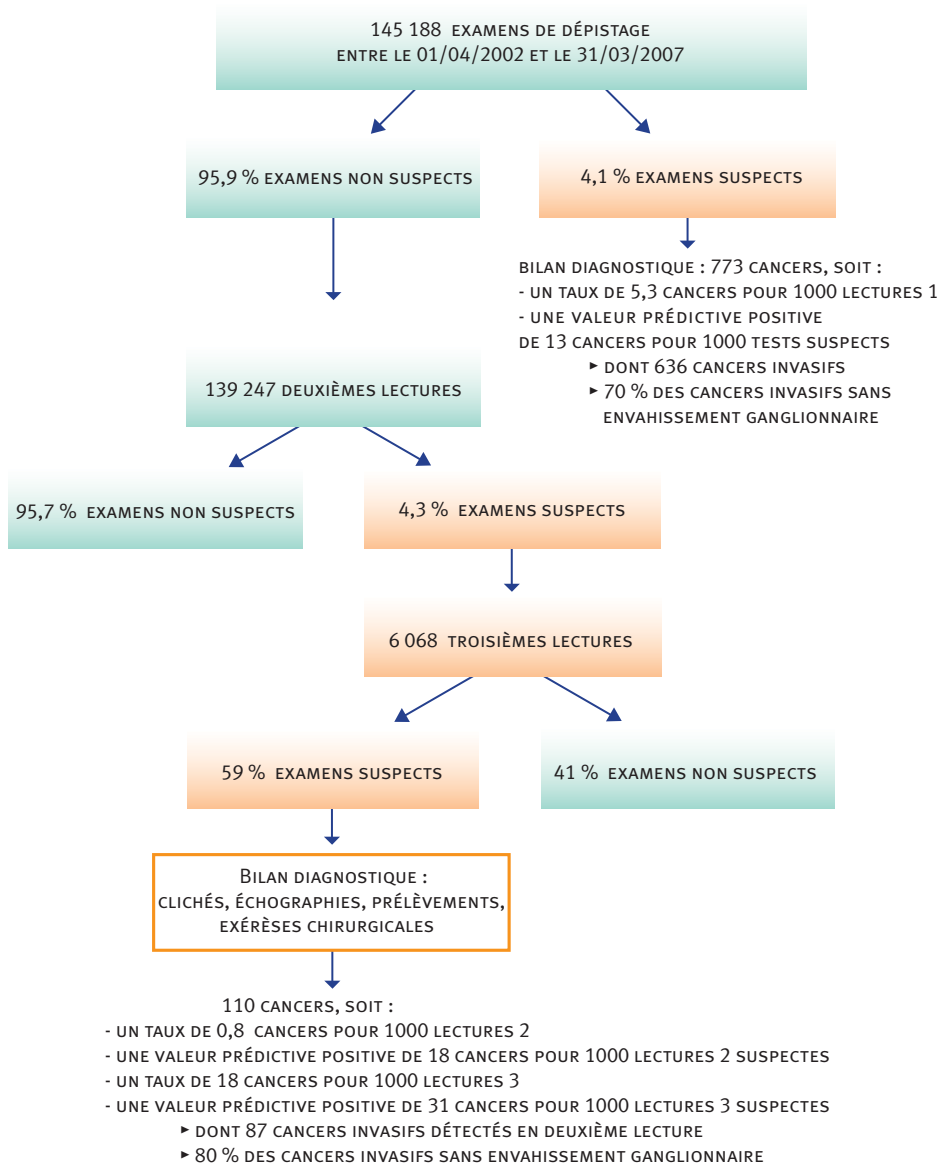 145 188 EXAMENS DE DÉPISTAGE
ENTRE LE 01/04/2002 ET LE 31/03/2007
95,9 % EXAMENS NON SUSPECTS
4,1 % EXAMENS SUSPECTS
BILAN DIAGNOSTIQUE : 773 CANCERS, SOIT :
- UN TAUX DE 5,3 CANCERS POUR 1000 LECTURES 1
- UNE VALEUR PRÉDICTIVE POSITIVE
DE 13 CANCERS POUR 1000 TESTS SUSPECTS
► DONT 636 CANCERS INVASIFS
► 70 % DES CANCERS INVASIFS SANS
ENVAHISSEMENT GANGLIONNAIRE
139 247 DEUXIÈMES LECTURES
95,7 % EXAMENS NON SUSPECTS
4,3 % EXAMENS SUSPECTS
6 068 TROISIÈMES LECTURES
59 % EXAMENS SUSPECTS
41 % EXAMENS NON SUSPECTS
BILAN DIAGNOSTIQUE :
CLICHÉS, ÉCHOGRAPHIES, PRÉLÈVEMENTS,
EXÉRÈSES CHIRURGICALES
110 CANCERS, SOIT :
- UN TAUX DE 0,8 CANCERS POUR 1000 LECTURES 2
- UNE VALEUR PRÉDICTIVE POSITIVE DE 18 CANCERS POUR 1000 LECTURES 2 SUSPECTES
- UN TAUX DE 18 CANCERS POUR 1000 LECTURES 3
- UNE VALEUR PRÉDICTIVE POSITIVE DE 31 CANCERS POUR 1000 LECTURES 3 SUSPECTES
► DONT 87 CANCERS INVASIFS DÉTECTÉS EN DEUXIÈME LECTURE
► 80 % DES CANCERS INVASIFS SANS ENVAHISSEMENT GANGLIONNAIRE